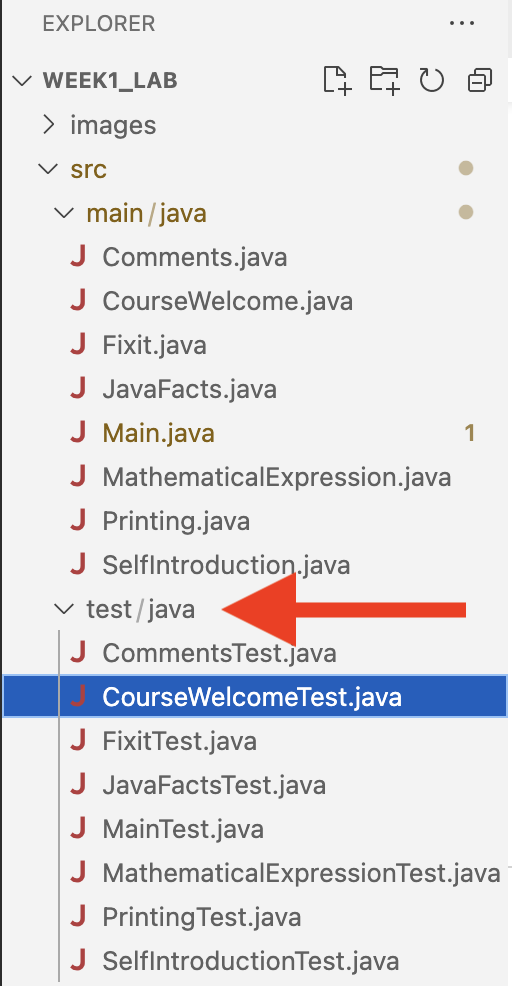 EXPLORER
WEEK1_LAB
images
src
main/java
J Comments.java
J CourseWelcome.java
J Fixit.java
J JavaFacts.java
J Main.java 1
J MathematicalExpression.java
J Printing.java
J SelfIntroduction.java
test/java
J CommentsTest.java
J CourseWelcomeTest.java
J FixitTest.java
J JavaFactsTest.java
J MainTest.java
J MathematicalExpressionTest.java
J PrintingTest.java
J SelfIntroductionTest.java